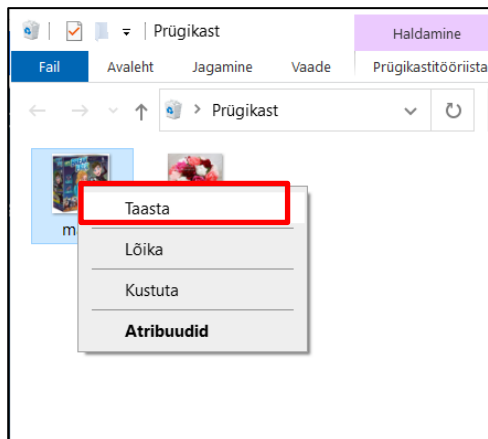 Prügikast
Haldamine
Fail Avaleht Jagamine Vaade Prügikastitööriista
Prügikast
m
Taasta
Lõika
Kustuta
Atribuudid